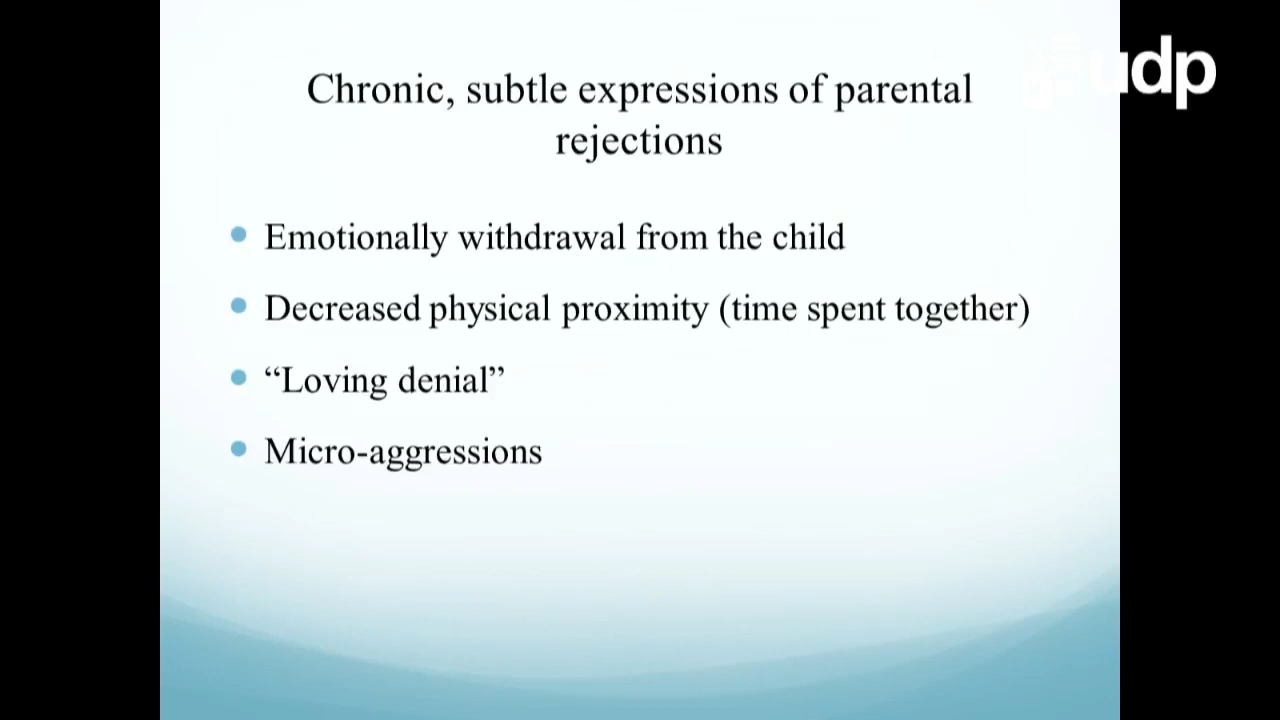 udp
Chronic, subtle expressions of parental
rejections
Emotionally withdrawal from the child
Decreased physical proximity (time spent together)
“Loving denial”
Micro-aggressions